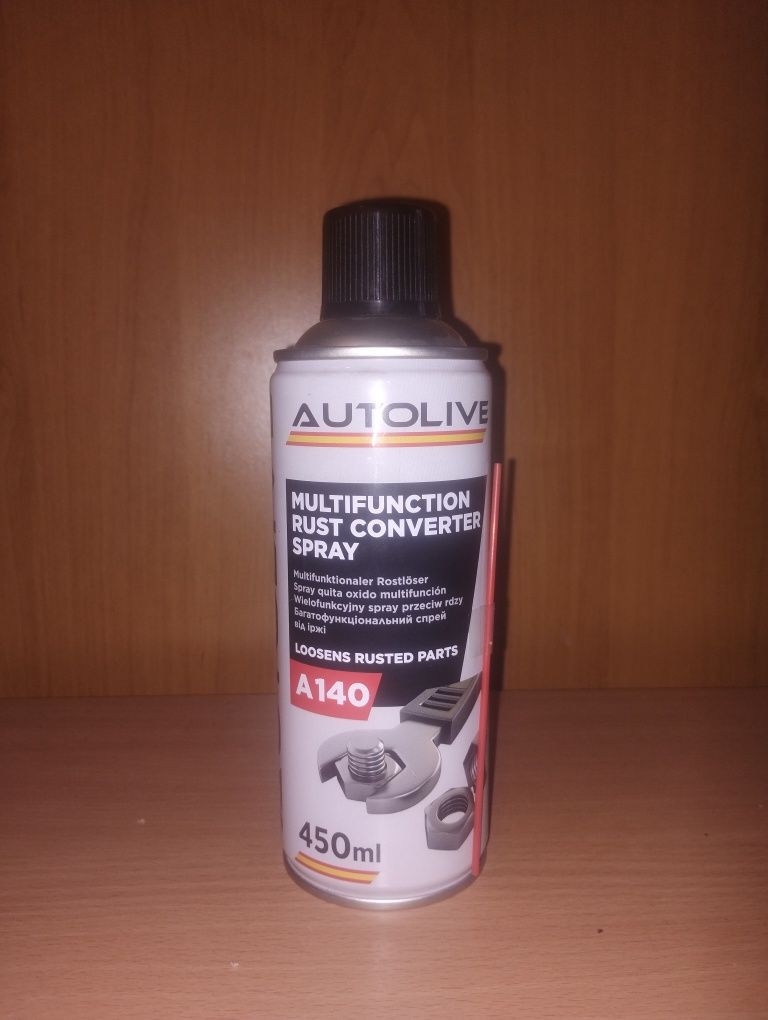 AUTOLIVE
MULTIFUNCTION
RUST CONVERTER
SPRAY
Multifunktionaler Rostlöser
Spray quita oxido multifunción
Wielofunkcyjny spray przeciw rdzy
Багатофункціональний спрей
від іржі
LOOSENS RUSTED PARTS
A140
450ml